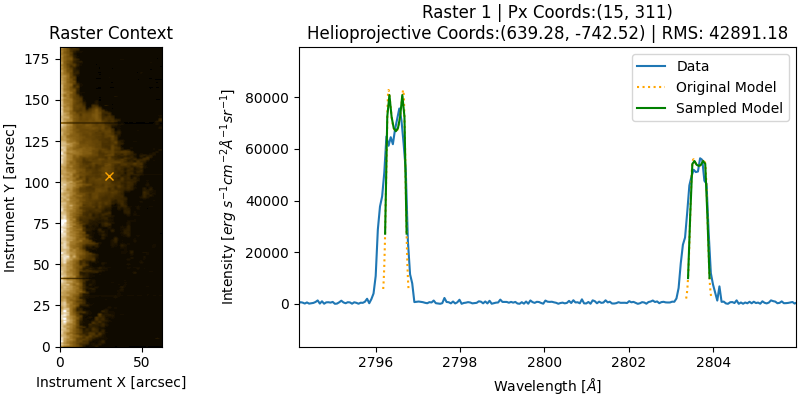 Raster Context
Instrument Y [arcsec]
175
150
125
100
75
50
25
0
0
50
Instrument X [arcsec]
Raster 1 | Px Coords:(15, 311)
Helioprojective Coords:(639.28, -742.52) | RMS: 42891.18
Intensity [erg s⁻¹cm⁻²Å⁻¹sr⁻¹]
80000
60000
40000
20000
0
Data
Original Model
Sampled Model
2796
2798
2800
2802
2804
Wavelength [Å]